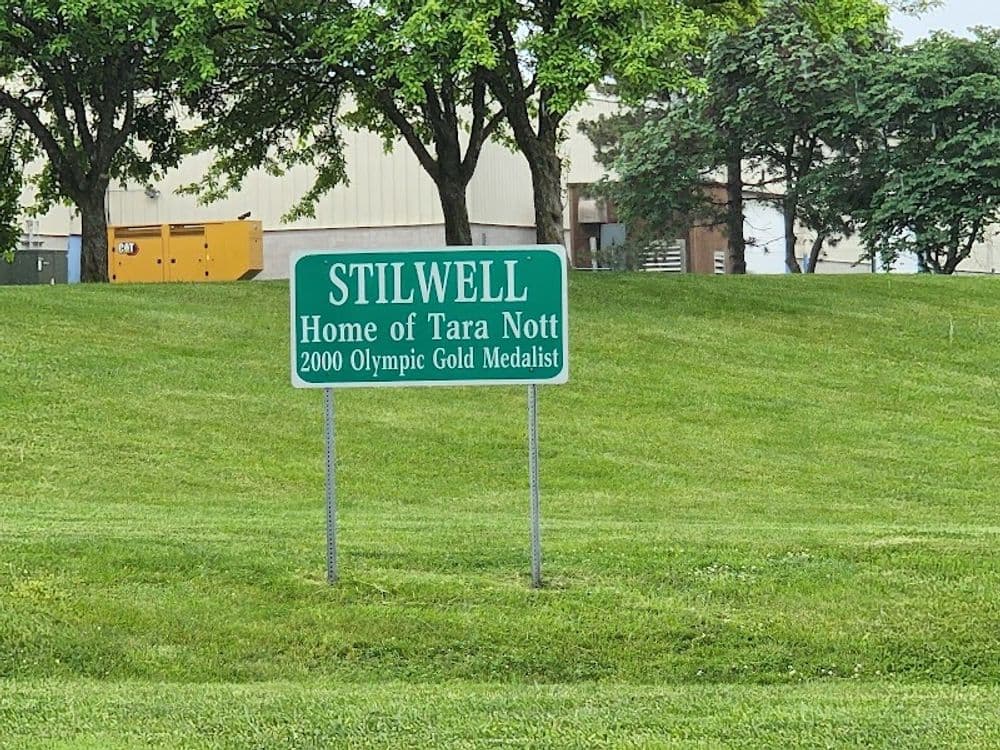 CAT
STILWELL
Home of Tara Nott
2000 Olympic Gold Medalist